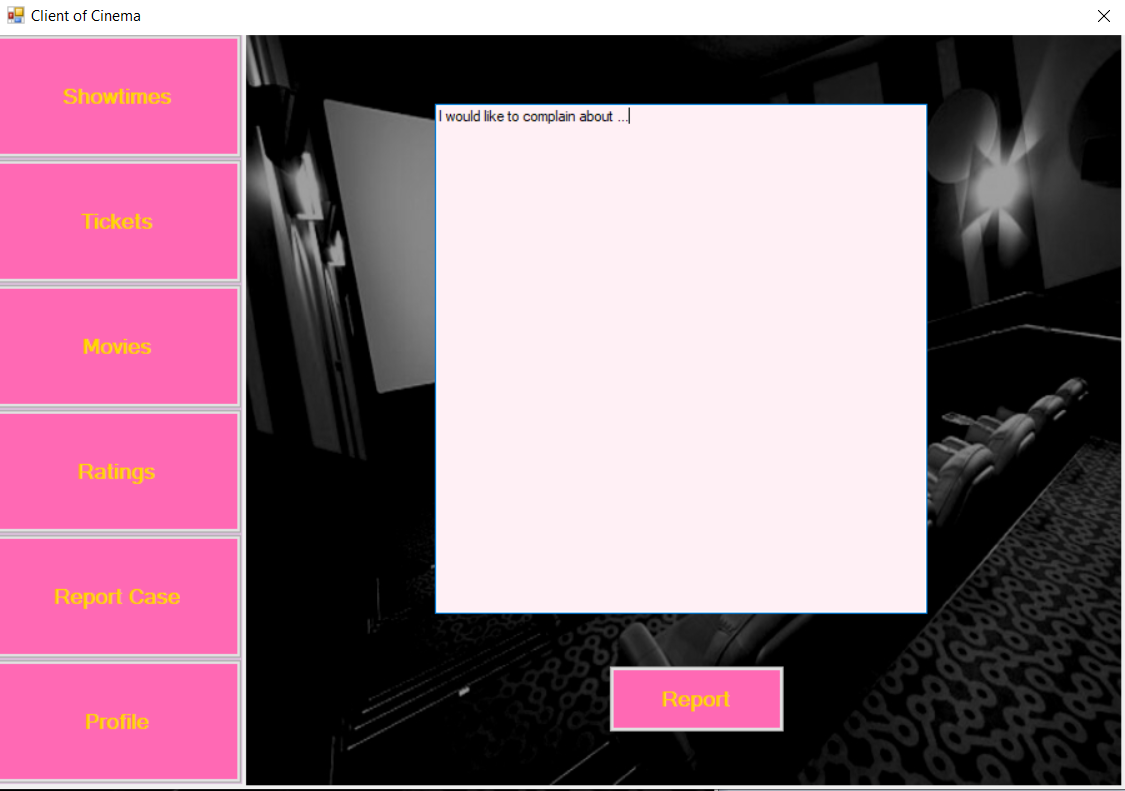 Client of Cinema
Showtimes
Tickets
Movies
Ratings
Report Case
Profile
I would like to complain about ...
Report